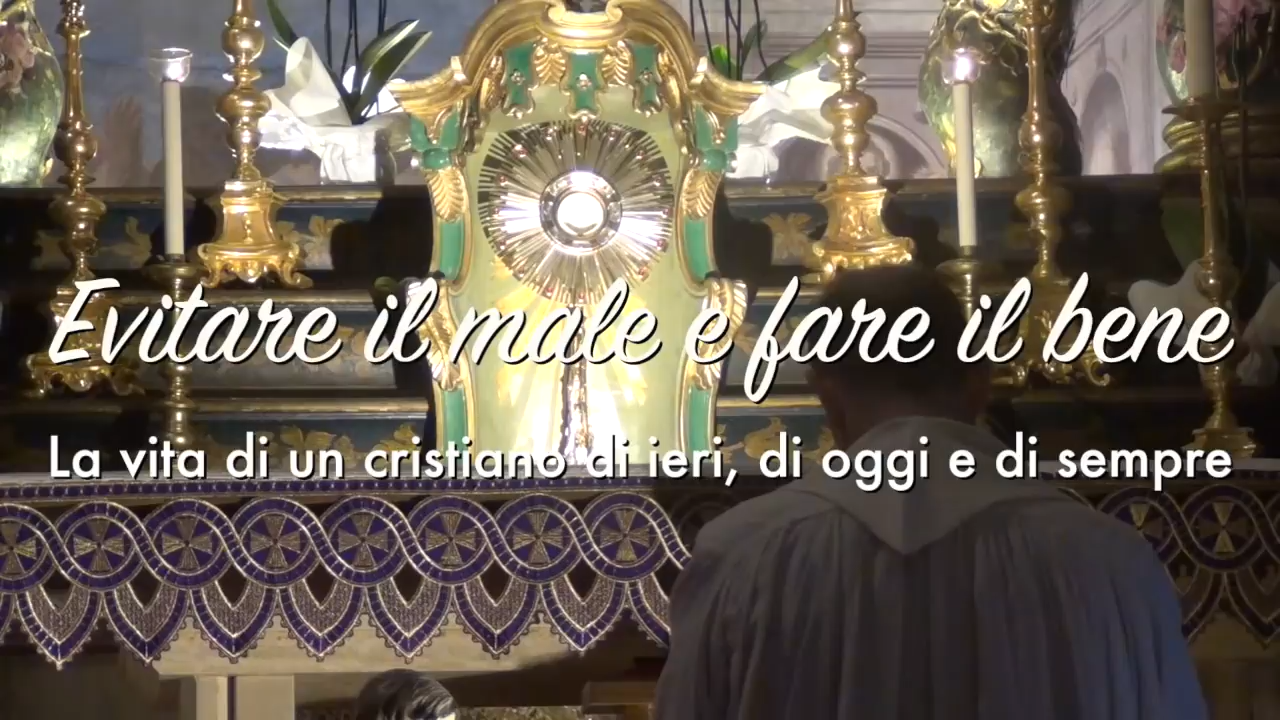 Evitare il male e fare il bene
La vita di un cristiano di ieri, di oggi e di sempre